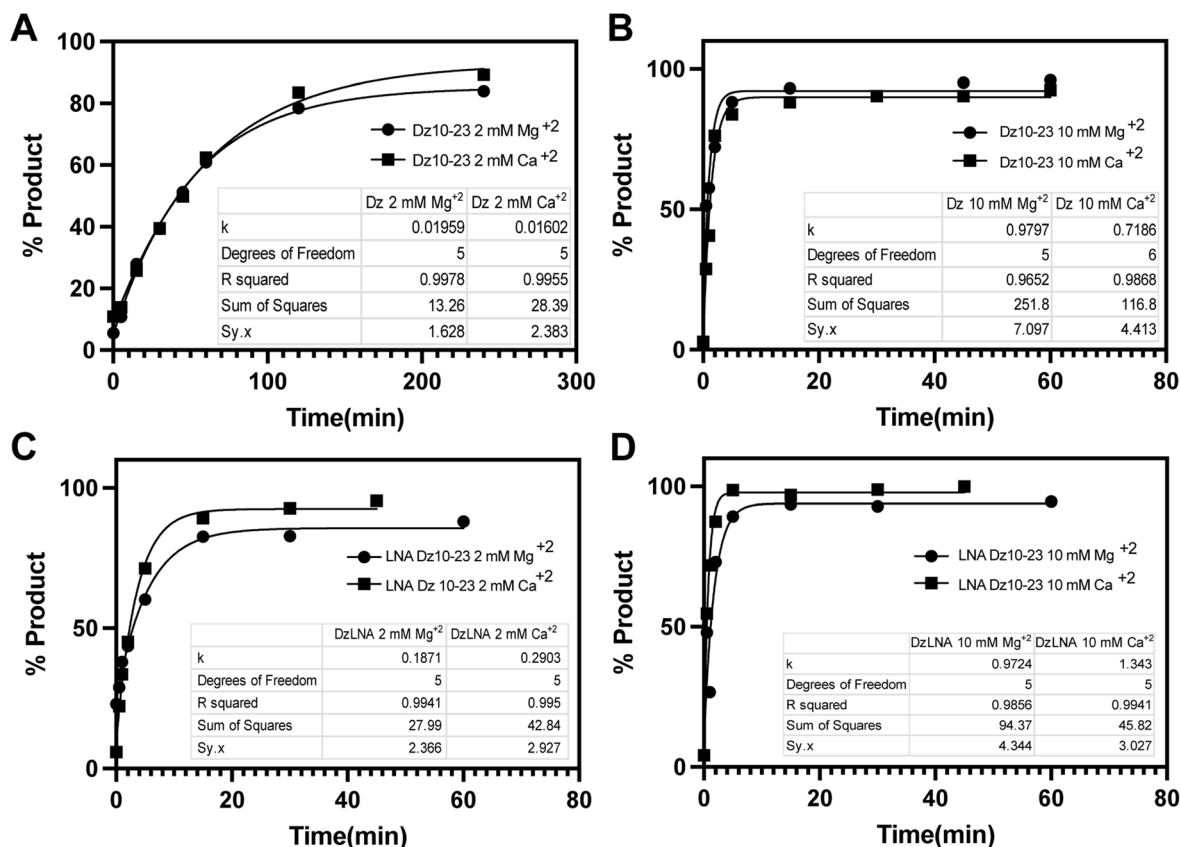 A
100
80
60
40
20
0
% Product
Dz10-23 2 mM Mg+2
Dz10-23 2 mM Ca+2
Dz 2 mM Mg+2 Dz 2 mM Ca+2
k 0.01959 0.01602
Degrees of Freedom 5 5
R squared 0.9978 0.9955
Sum of Squares 13.26 28.39
Sy.x 1.628 2.383
0 100 200 300
Time(min)
B
100
50
0
% Product
Dz10-23 10 mM Mg+2
Dz10-23 10 mM Ca+2
Dz 10 mM Mg+2 Dz 10 mM Ca+2
k 0.9797 0.7186
Degrees of Freedom 5 6
R squared 0.9652 0.9868
Sum of Squares 251.8 116.8
Sy.x 7.097 4.413
0 20 40 60 80
Time(min)
C
100
50
0
% Product
LNA Dz10-23 2 mM Mg+2
LNA Dz 10-23 2 mM Ca+2
DzLNA 2 mM Mg+2 DzLNA 2 mM Ca+2
k 0.1871 0.2903
Degrees of Freedom 5 5
R squared 0.9941 0.995
Sum of Squares 27.99 42.84
Sy.x 2.366 2.927
0 20 40 60 80
Time(min)
D
100
50
0
% Product
LNA Dz10-23 10 mM Mg+2
LNA Dz10-23 10 mM Ca+2
DzLNA 10 mM Mg+2 DzLNA 10 mM Ca+2
k 0.9724 1.343
Degrees of Freedom 5 5
R squared 0.9856 0.9941
Sum of Squares 94.37 45.82
Sy.x 4.344 3.027
0 20 40 60 80
Time(min)